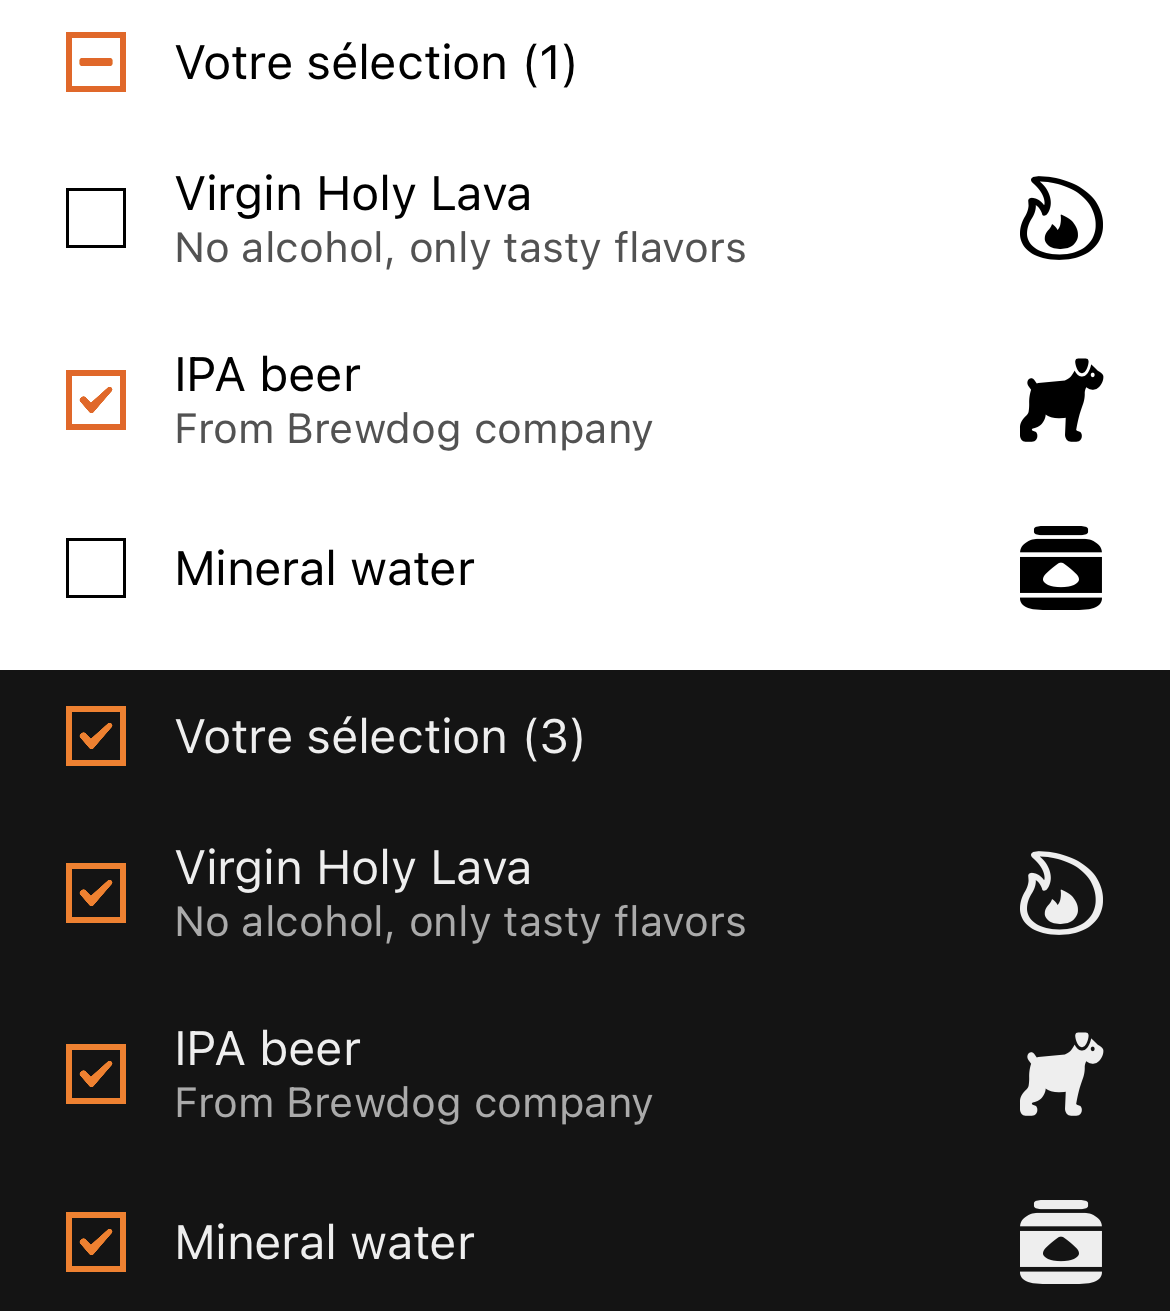 Votre sélection (1)
Virgin Holy Lava
No alcohol, only tasty flavors
IPA beer
From Brewdog company
Mineral water
Votre sélection (3)
Virgin Holy Lava
No alcohol, only tasty flavors
IPA beer
From Brewdog company
Mineral water